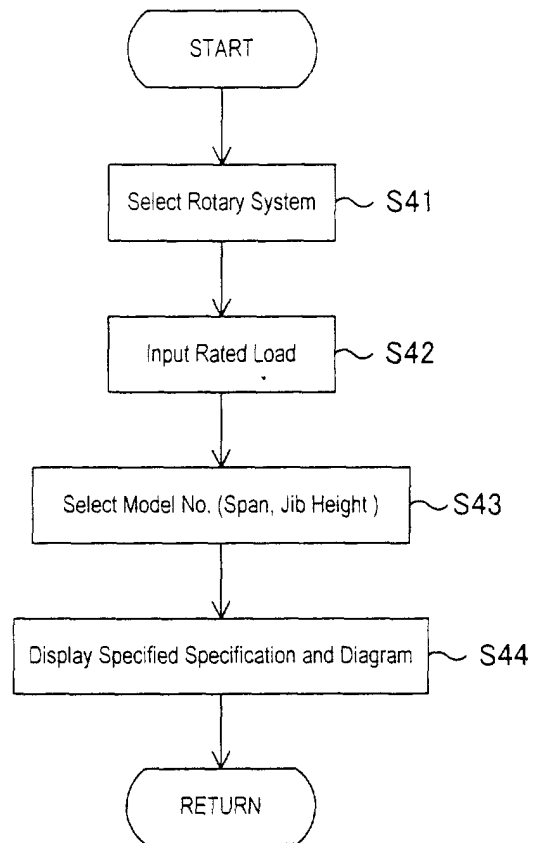 START
Select Rotary System
S41
Input Rated Load
S42
Select Model No. (Span, Jib Height )
S43
Display Specified Specification and Diagram
S44
RETURN